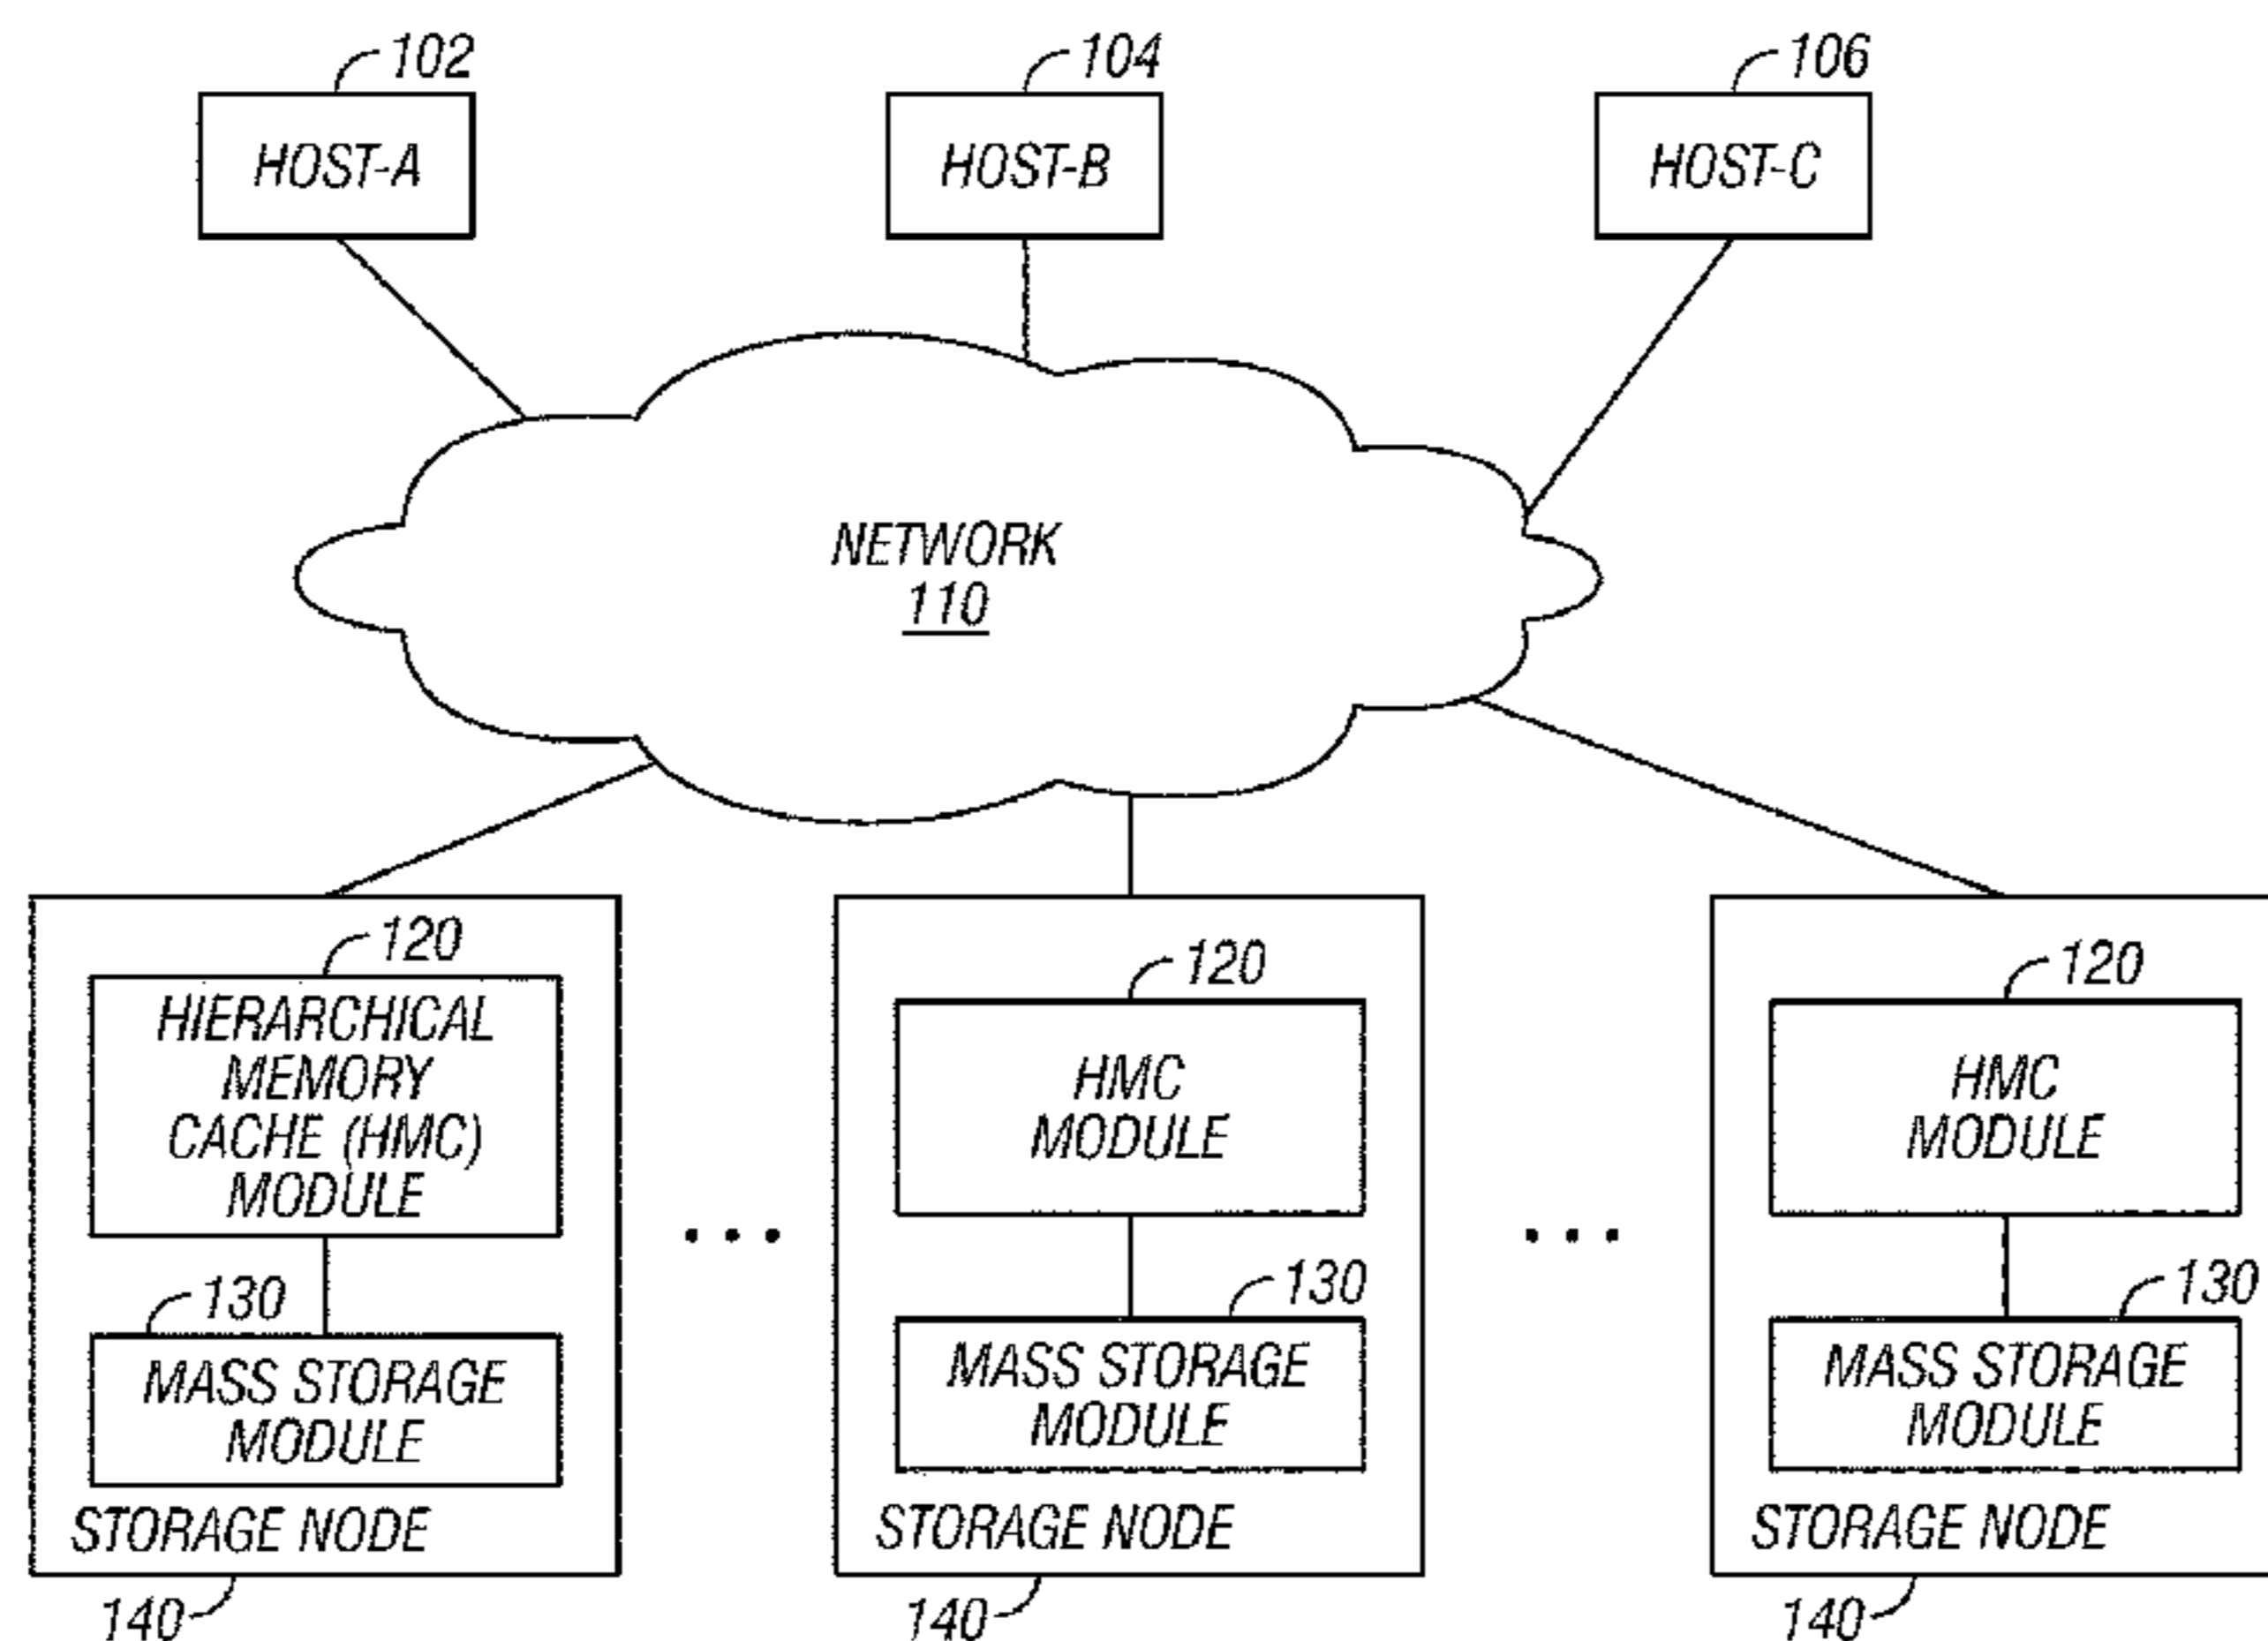 102
104
106
HOST-A
HOST-B
HOST-C
NETWORK
110
120
HIERARCHICAL
MEMORY
CACHE (HMC)
MODULE
130
MASS STORAGE
MODULE
STORAGE NODE
140
...
120
HMC
MODULE
130
MASS STORAGE
MODULE
STORAGE NODE
140
...
120
HMC
MODULE
130
MASS STORAGE
MODULE
STORAGE NODE
140